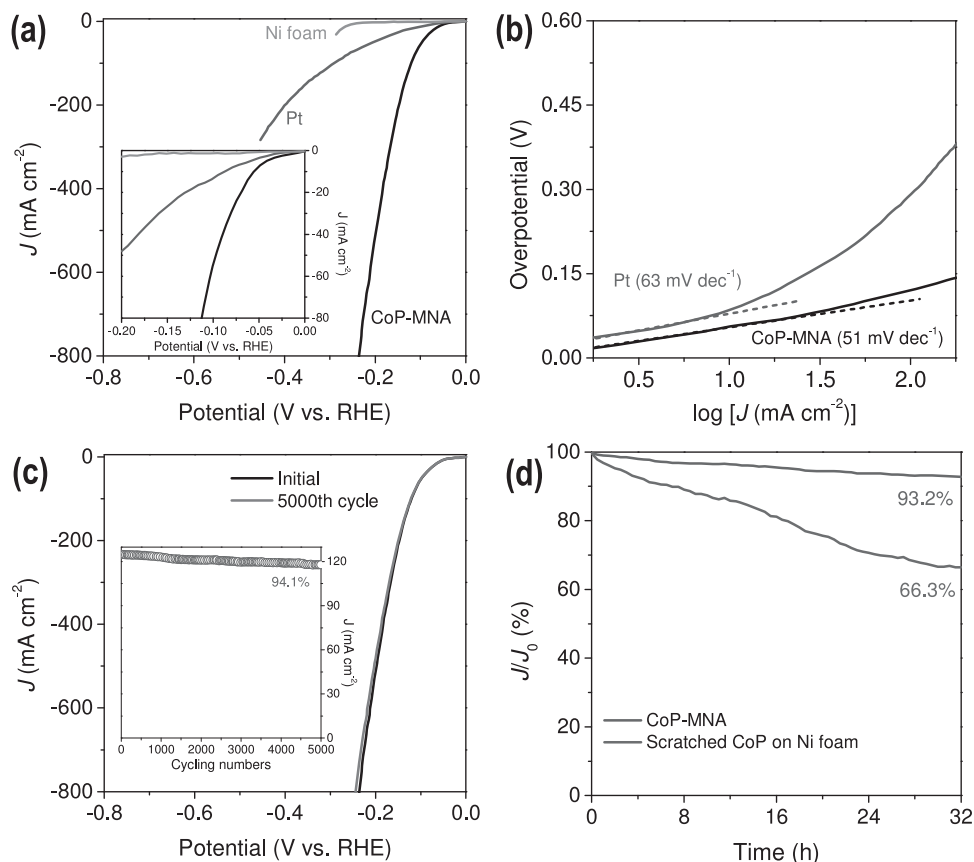 (a)
0
-200
-400
-600
-800
J (mA cm⁻²)
-0.8
-0.6
-0.4
-0.2
0.0
Potential (V vs. RHE)
Ni foam
Pt
CoP-MNA
0
-20
-40
-60
-80
J (mA cm⁻²)
-0.20
-0.15
-0.10
-0.05
0.00
Potential (V vs. RHE)
(b)
0.60
0.45
0.30
0.15
0.00
Overpotential (V)
Pt (63 mV dec⁻¹)
CoP-MNA (51 mV dec⁻¹)
0.5
1.0
1.5
2.0
log [J (mA cm⁻²)]
(c)
0
-200
-400
-600
-800
J (mA cm⁻²)
Initial
5000th cycle
94.1%
120
90
60
30
0
J (mA cm⁻²)
0
1000
2000
3000
4000
5000
Cycling numbers
-0.8
-0.6
-0.4
-0.2
0.0
Potential (V vs. RHE)
(d)
100
80
60
40
20
0
J/J₀ (%)
93.2%
66.3%
CoP-MNA
Scratched CoP on Ni foam
0
8
16
24
32
Time (h)